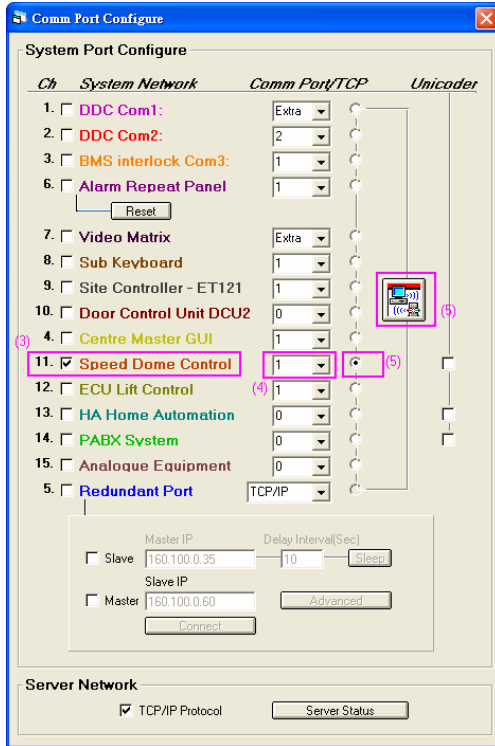 Comm Port Configure
System Port Configure
Ch System Network Comm Port/TCP Unicoder
1. DDC Com1: Extra
2. DDC Com2: 2
3. BMS interlock Com3: 1
6. Alarm Repeat Panel 1
Reset
7. Video Matrix Extra
8. Sub Keyboard 1
9. Site Controller - ET121 1
10. Door Control Unit DCU2 0 (5)
4. Centre Master GUI 1
(3)
11. Speed Dome Control 1 (5)
12. ECU Lift Control (4) 1
13. HA Home Automation 0
14. PABX System 0
15. Analogue Equipment 0
5. Redundant Port TCP/IP
Master IP Delay Interval(Sec)
Slave 160.100.0.35 10 Sleep
Slave IP
Master 160.100.0.60 Advanced
Connect
Server Network
TCP/IP Protocol Server Status